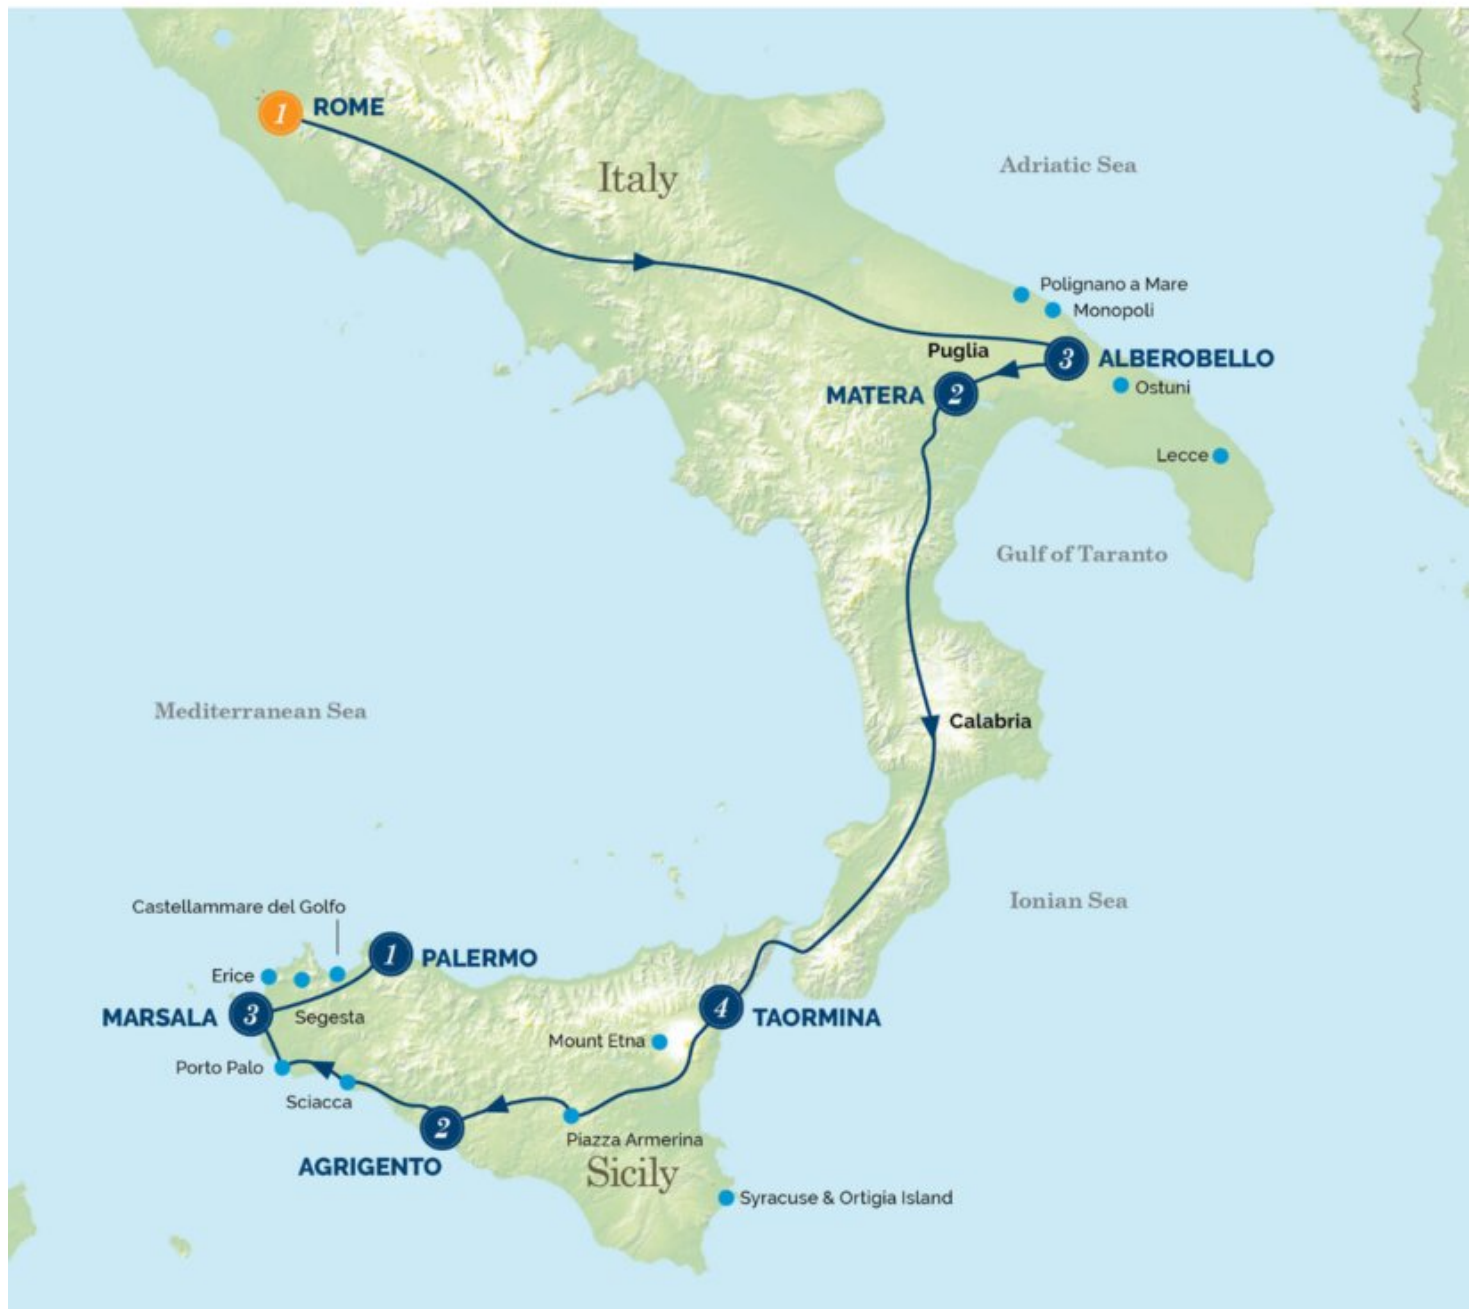 1 ROME
Italy
Adriatic Sea
Polignano a Mare
Monopoli
Puglia
3 ALBEROBELLO
MATERA 2
Ostuni
Lecce
Gulf of Taranto
Mediterranean Sea
Calabria
Ionian Sea
Castellammare del Golfo
1 PALERMO
Erice
MARSALA 3
Segesta
4 TAORMINA
Mount Etna
Porto Palo
Sciacca
2
AGRIGENTO
Piazza Armerina
Sicily
Syracuse & Ortigia Island